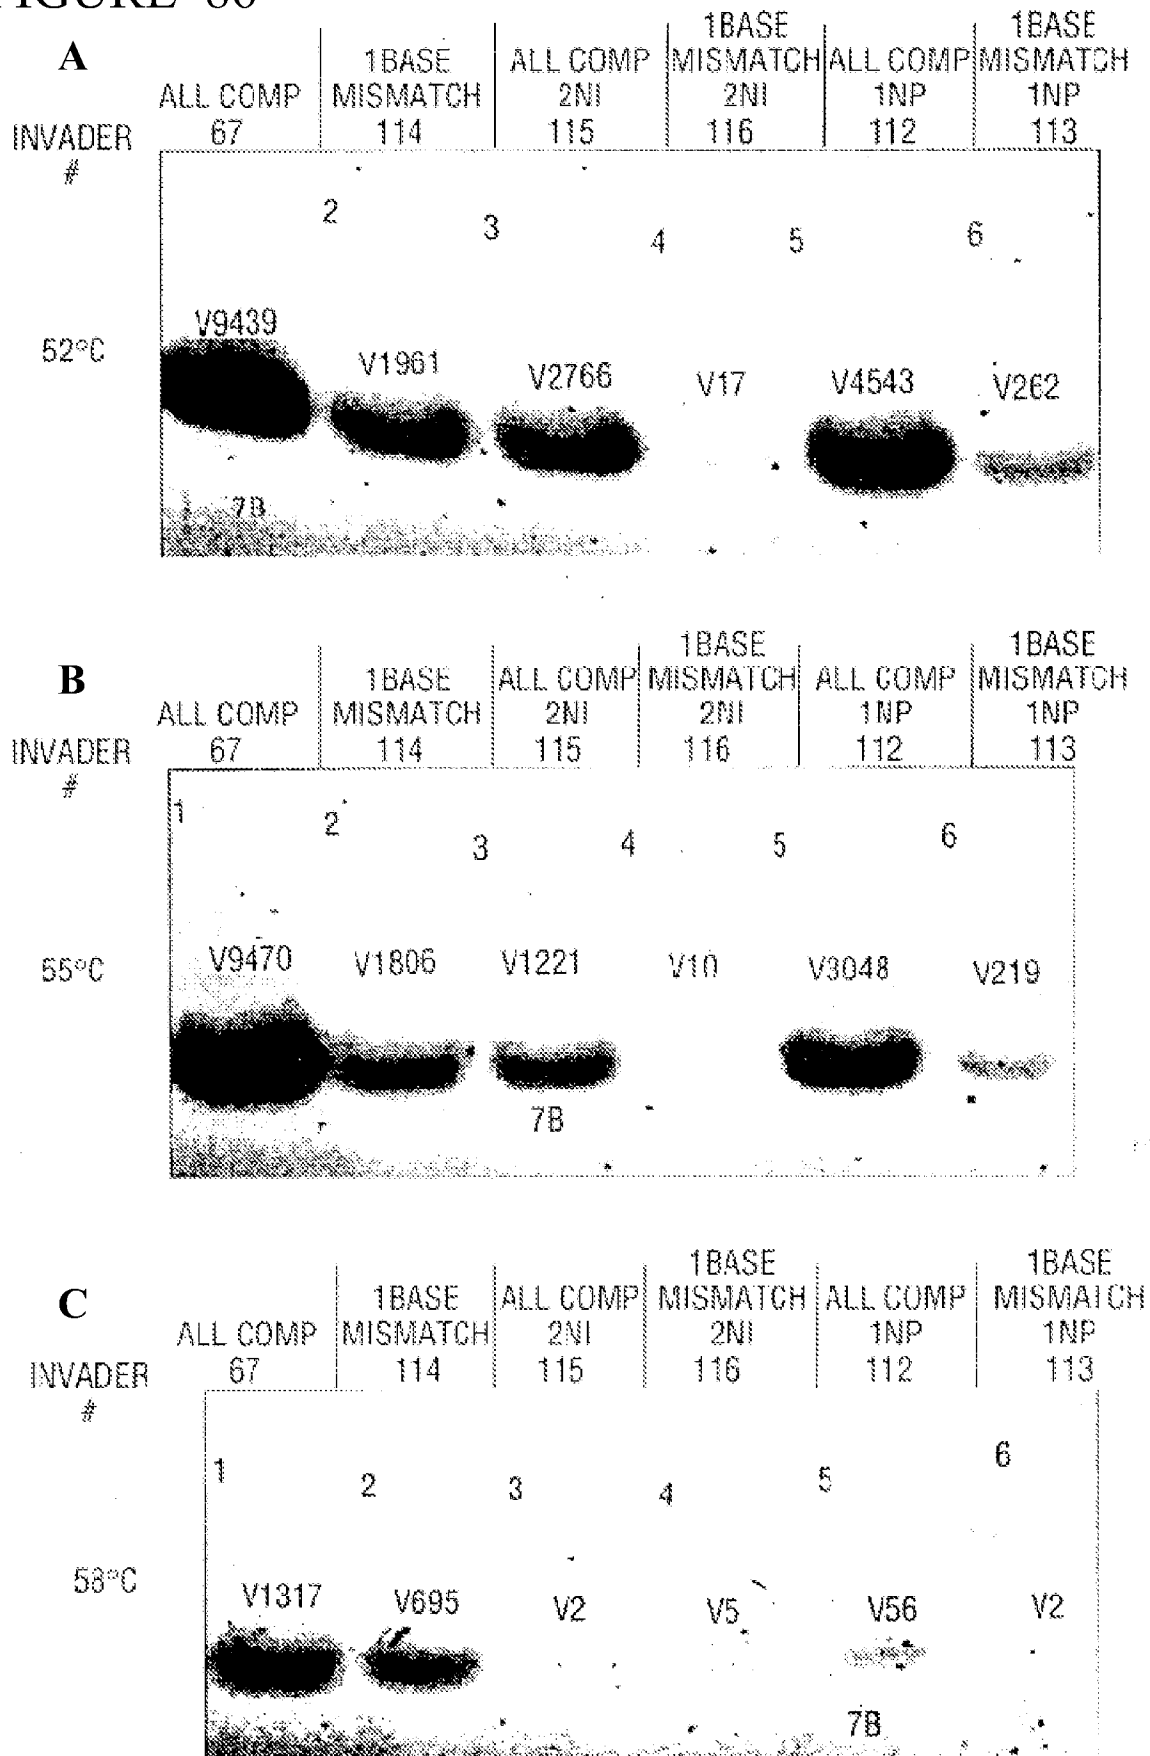 FIGURE 80
A
ALL COMP
67
1BASE
MISMATCH
114
ALL COMP
2NI
115
1BASE
MISMATCH
2NI
116
ALL COMP
1NP
112
1BASE
MISMATCH
1NP
113
INVADER
#
2
3
4
5
6
52°C
V9439
V1961
V2766
V17
V4543
V262
7B
B
ALL COMP
67
1BASE
MISMATCH
114
ALL COMP
2NI
115
1BASE
MISMATCH
2NI
116
ALL COMP
1NP
112
1BASE
MISMATCH
1NP
113
INVADER
#
1
2
3
4
5
6
55°C
V9470
V1806
V1221
V10
V3048
V219
7B
C
ALL COMP
67
1BASE
MISMATCH
114
ALL COMP
2NI
115
1BASE
MISMATCH
2NI
116
ALL COMP
1NP
112
1BASE
MISMATCH
1NP
113
INVADER
#
1
2
3
4
5
6
58°C
V1317
V695
V2
V5
V56
V2
7B